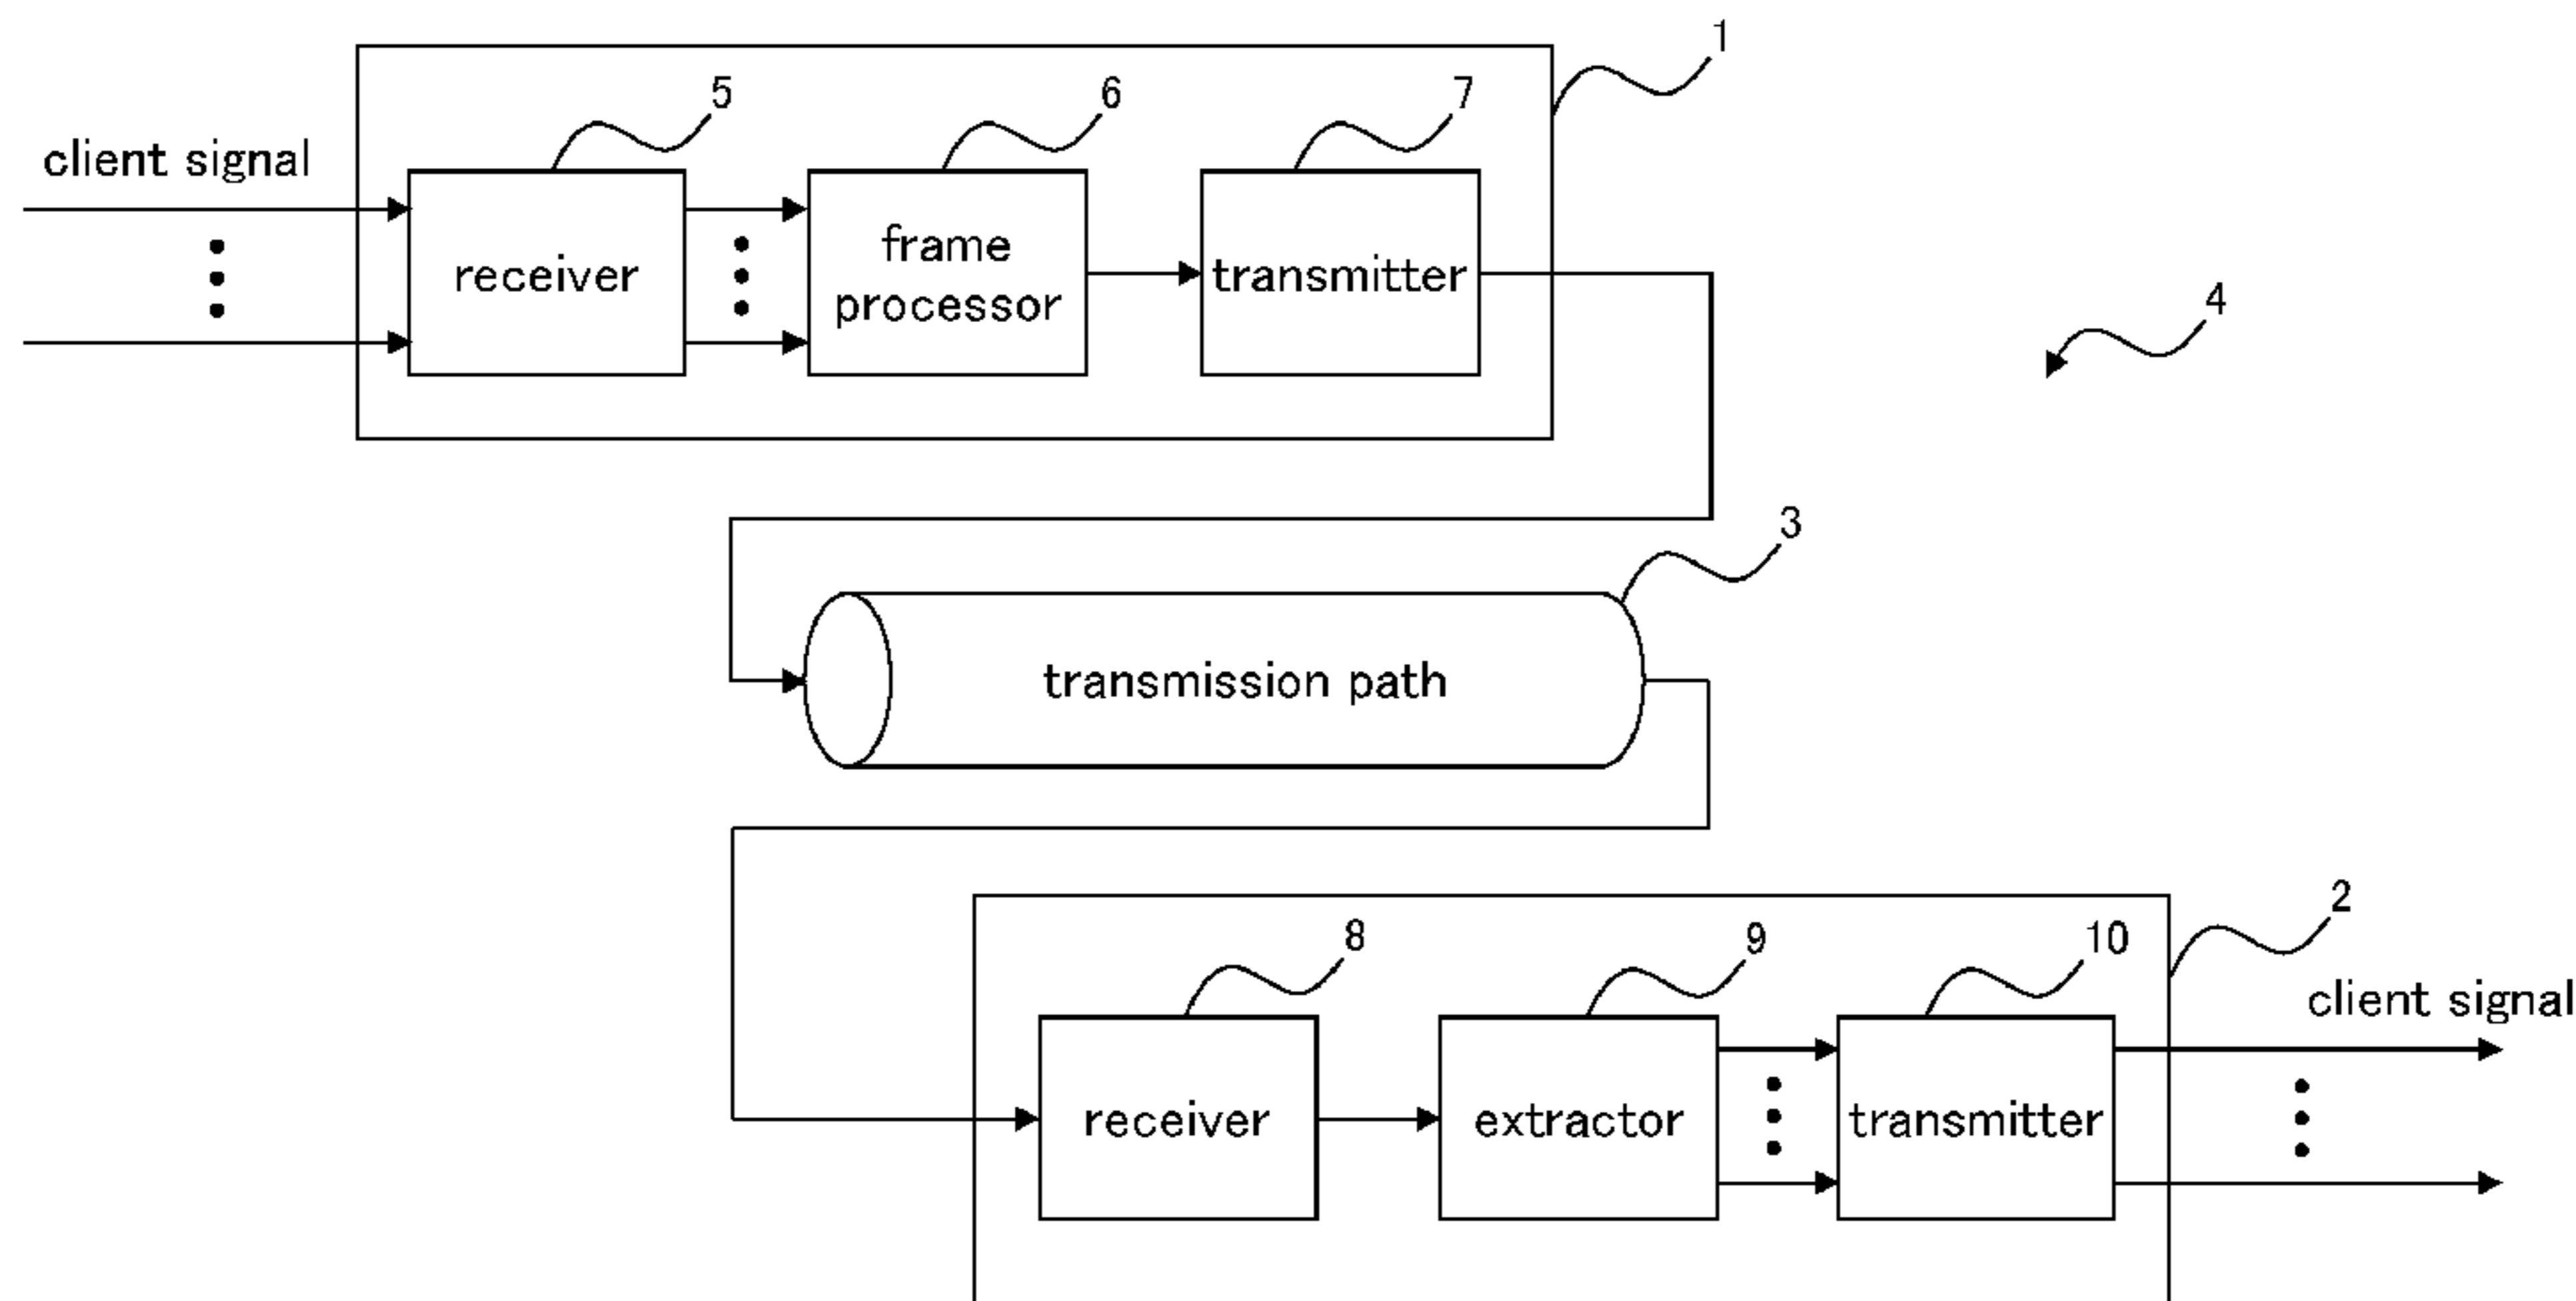 1
5
6
7
client signal
receiver
frame
processor
transmitter
4
3
transmission path
2
8
9
10
client signal
receiver
extractor
transmitter